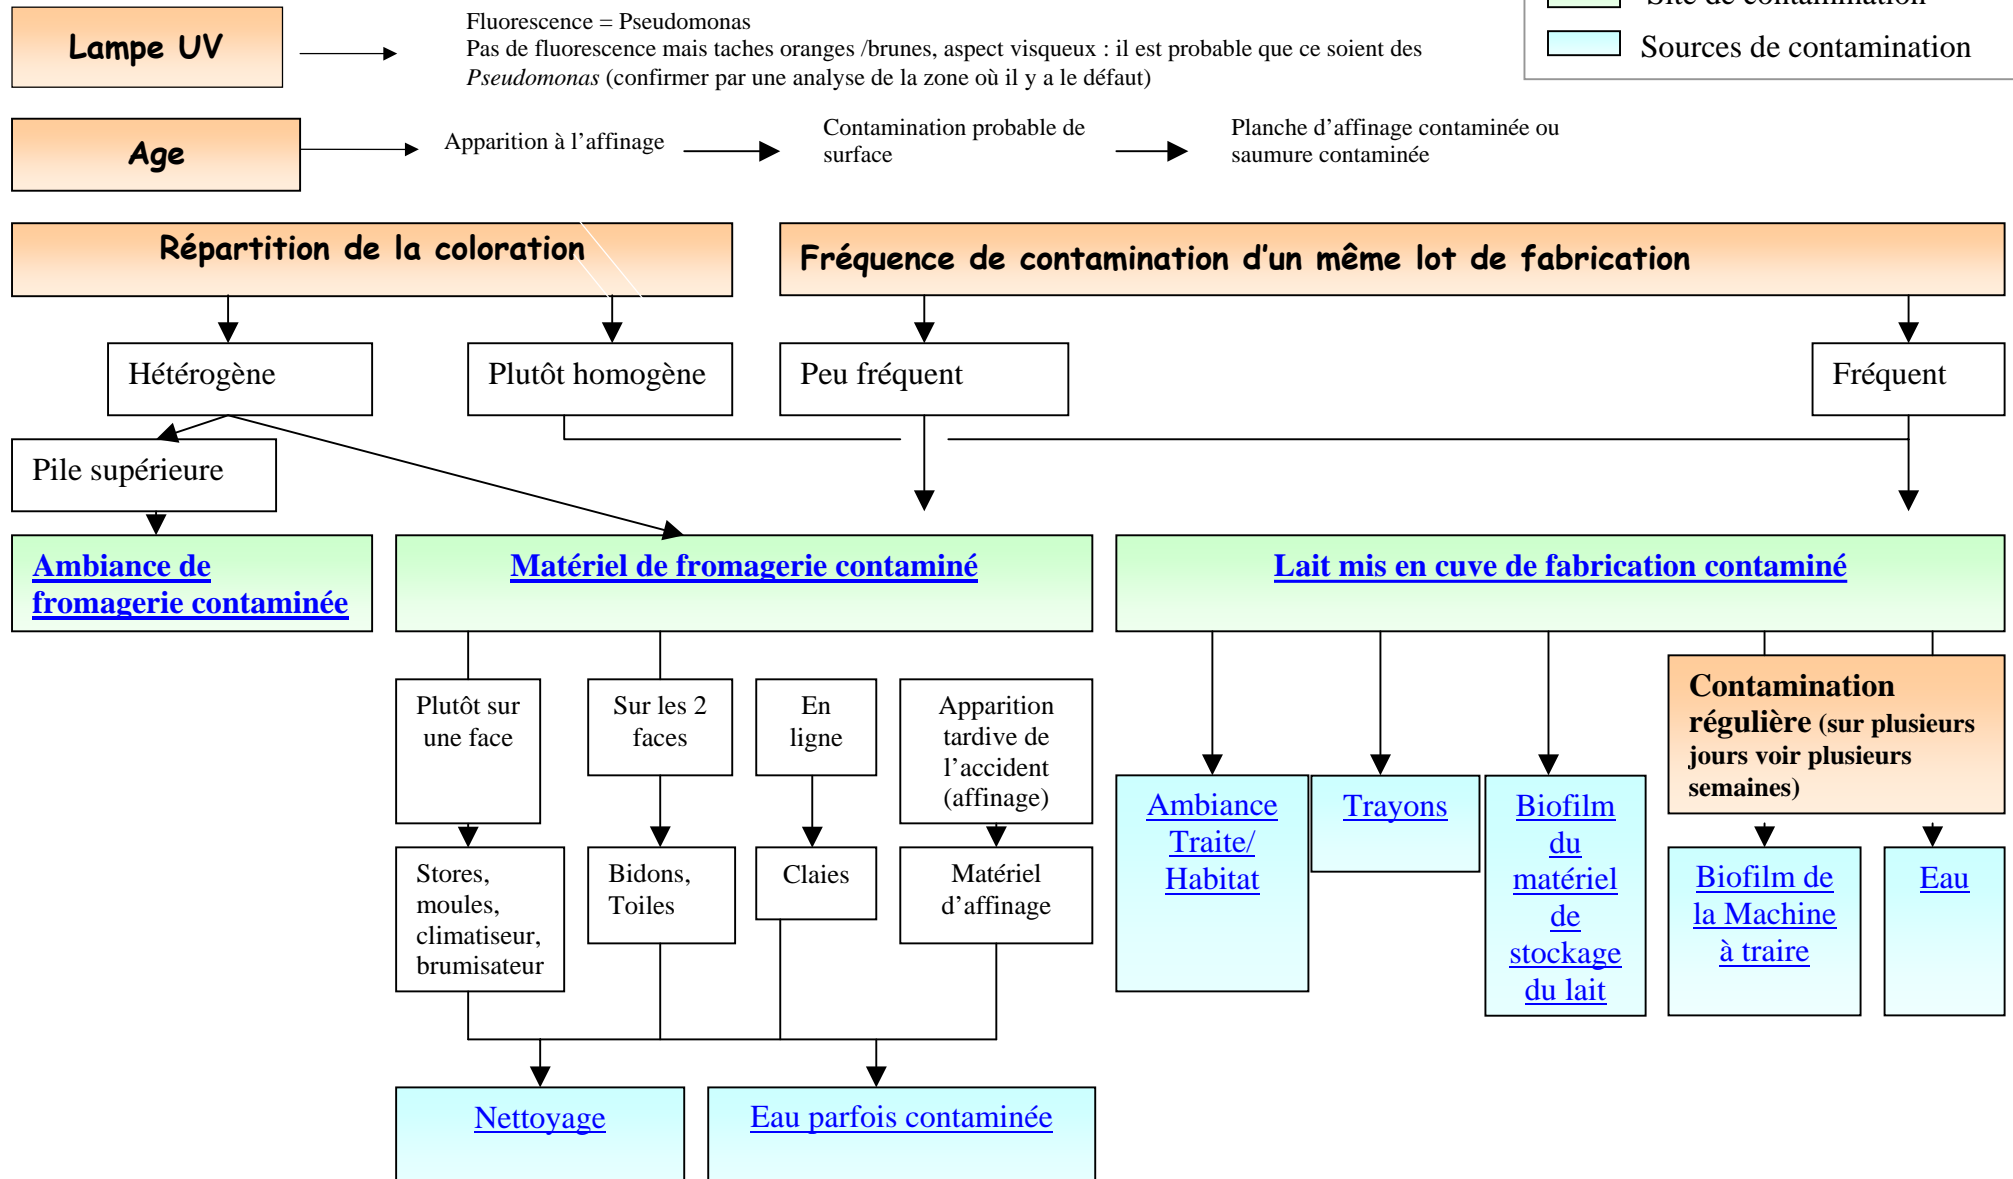 Site de contamination
Sources de contamination
Lampe UV
Fluorescence = Pseudomonas
Pas de fluorescence mais taches oranges /brunes, aspect visqueux : il est probable que ce soient des
Pseudomonas (confirmer par une analyse de la zone où il y a le défaut)
Age
Apparition à l'affinage
Contamination probable de
surface
Planche d'affinage contaminée ou
saumure contaminée
Répartition de la coloration
Fréquence de contamination d'un même lot de fabrication
Hétérogène
Plutôt homogène
Peu fréquent
Fréquent
Pile supérieure
Ambiance de
fromagerie contaminée
Matériel de fromagerie contaminé
Lait mis en cuve de fabrication contaminé
Plutôt sur
une face
Sur les 2
faces
En
ligne
Apparition
tardive de
l'accident
(affinage)
Contamination
régulière (sur plusieurs
jours voir plusieurs
semaines)
Stores,
moules,
climatiseur,
brumisateur
Bidons,
Toiles
Claies
Matériel
d'affinage
Ambiance
Traite/
Habitat
Trayons
Biofilm
du
matériel
de
stockage
du lait
Biofilm de
la Machine
à traire
Eau
Nettoyage
Eau parfois contaminée